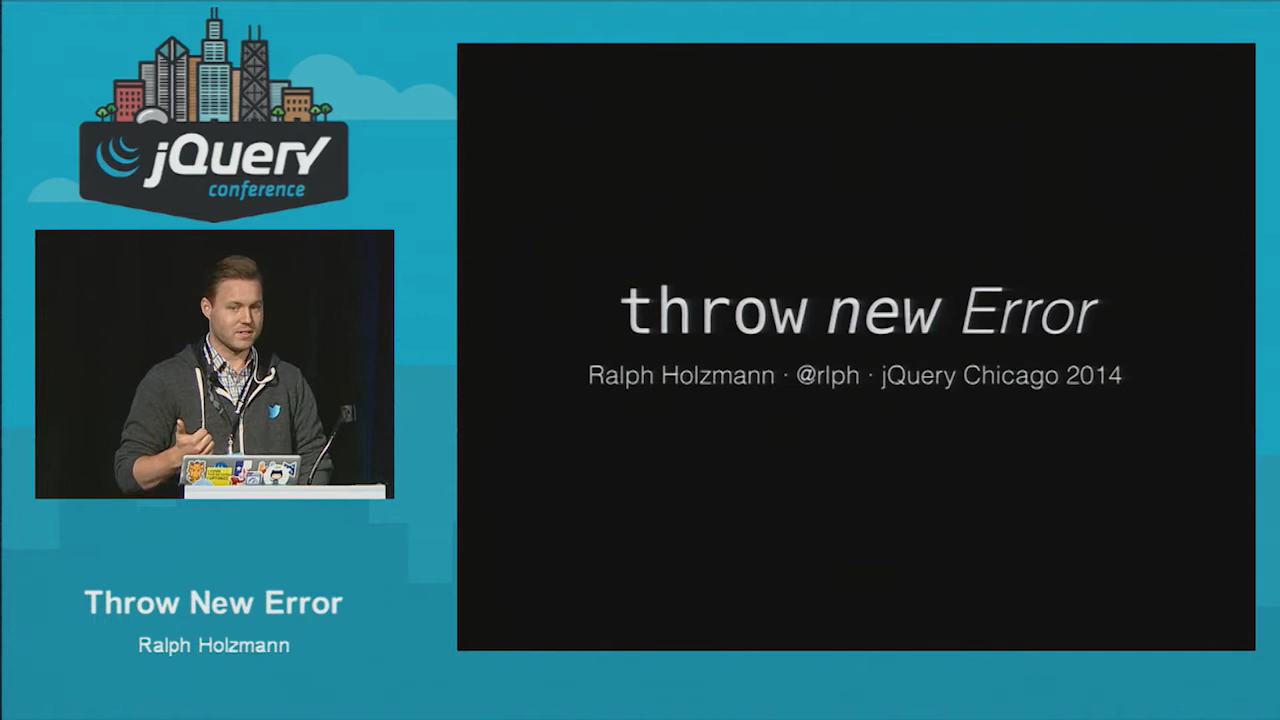 jQuery
conference
throw new Error
Ralph Holzmann · @rlph · jQuery Chicago 2014
Throw New Error
Ralph Holzmann